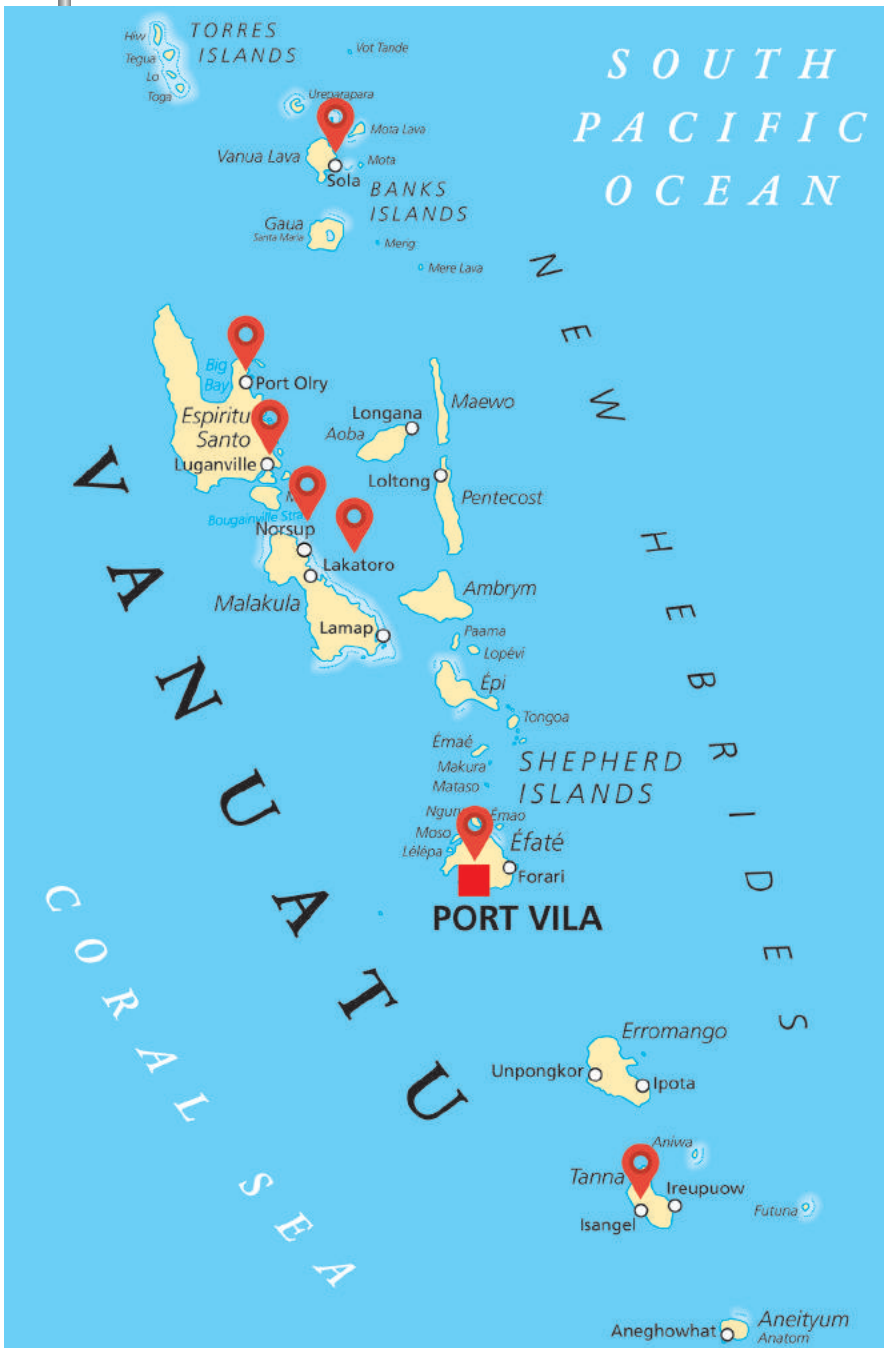 TORRES
ISLANDS
Hiw
Tegua
Lo
Toga
Vot Tande
SOUTH
PACIFIC
OCEAN
Ureparapara
Mota Lava
Vanua Lava
Mota
Sola
BANKS
ISLANDS
Gaua
Santa Maria
Merig
Mere Lava
NEW HEBRIDES
Big
Bay
Port Olry
Espiritu
Santo
Luganville
Longana
Aoba
Maewo
Loltong
Pentecost
Bougainville
Norsup
Lakatoro
Malakula
Lamap
Ambrym
Paama
Lopévi
Épi
Tongoa
Émaé
Makura
Mataso
SHEPHERD
ISLANDS
Émao
Moso
Lélépa
Éfaté
Forari
PORT VILA
VANUATU
CORAL SEA
Erromango
Unpongkor
Ipota
Aniwa
Tanna
Ireupuow
Isangel
Futuna
Aneityum
Anatom
Aneghowhat